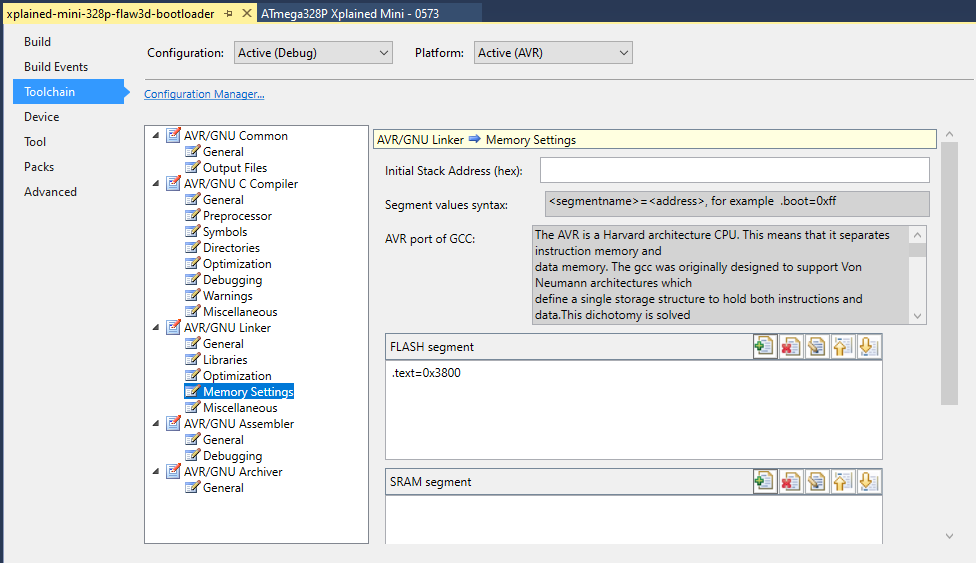 xplained-mini-328p-flaw3d-bootloader
ATmega328P Xplained Mini - 0573
Build
Build Events
Toolchain
Device
Tool
Packs
Advanced
Configuration: Active (Debug) Platform: Active (AVR)
Configuration Manager...
AVR/GNU Common
General
Output Files
AVR/GNU C Compiler
General
Preprocessor
Symbols
Directories
Optimization
Debugging
Warnings
Miscellaneous
AVR/GNU Linker
General
Libraries
Optimization
Memory Settings
Miscellaneous
AVR/GNU Assembler
General
Debugging
AVR/GNU Archiver
General
AVR/GNU Linker Memory Settings
Initial Stack Address (hex):
Segment values syntax: <segmentname>=<address>, for example .boot=0xff
AVR port of GCC:
The AVR is a Harvard architecture CPU. This means that it separates
instruction memory and
data memory. The gcc was originally designed to support Von
Neumann architectures which
define a single storage structure to hold both instructions and
data.This dichotomy is solved
FLASH segment
.text=0x3800
SRAM segment